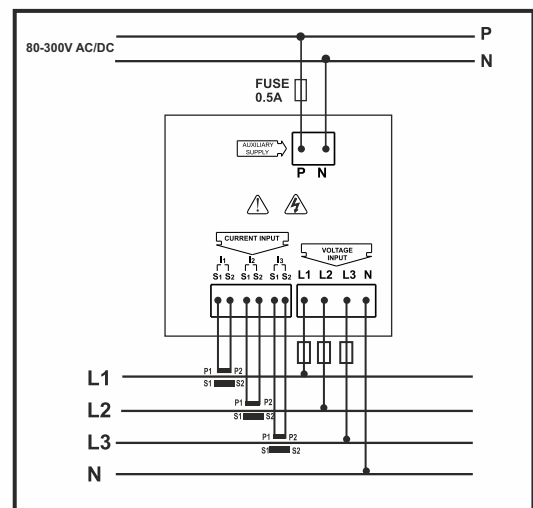 P
80-300V AC/DC
N
FUSE
0.5A
AUXILIARY
SUPPLY
P N
CURRENT INPUT
VOLTAGE
INPUT
I1 I2 I3
S1 S2 S1 S2 S1 S2 L1 L2 L3 N
P1 P2
L1
S1 S2
P1 P2
L2
S1 S2
P1 P2
L3
S1 S2
N